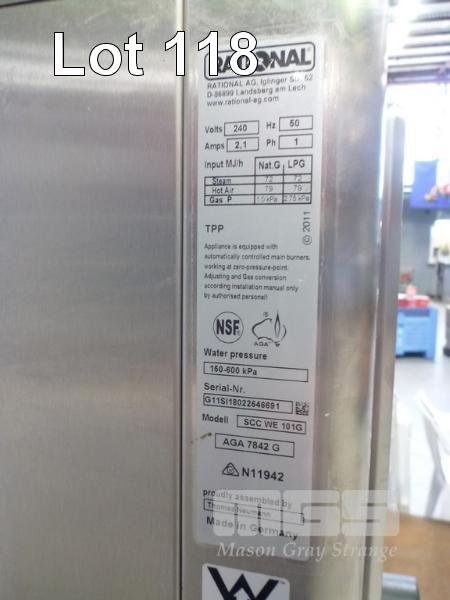 Lot 118
RATIONAL
RATIONAL AG, Iglinger Str. 62
D-86899 Landsberg am Lech
www.rational-ag.com
Volts 240 Hz 50
Amps 2,1 Ph 1
Input MJ/h Nat.G LPG
Steam 72 72
Hot Air 79 79
Gas P 1,0 kPa 2.75 kPa
© 2011
TPP
Appliance is equipped with
automatically controlled main burners,
working at zero-pressure-point.
Adjusting and Gas conversion
according installation manual only
by authorised personel!
NSF ®
AGA ®
Water pressure
150-600 kPa
Serial-Nr.
G11SI18022546691
Modell SCC WE 101G
AGA 7842 G
N11942
proudly assembled by
Thomas Neumann
Made in Germany
MGS
Mason Gray Strange